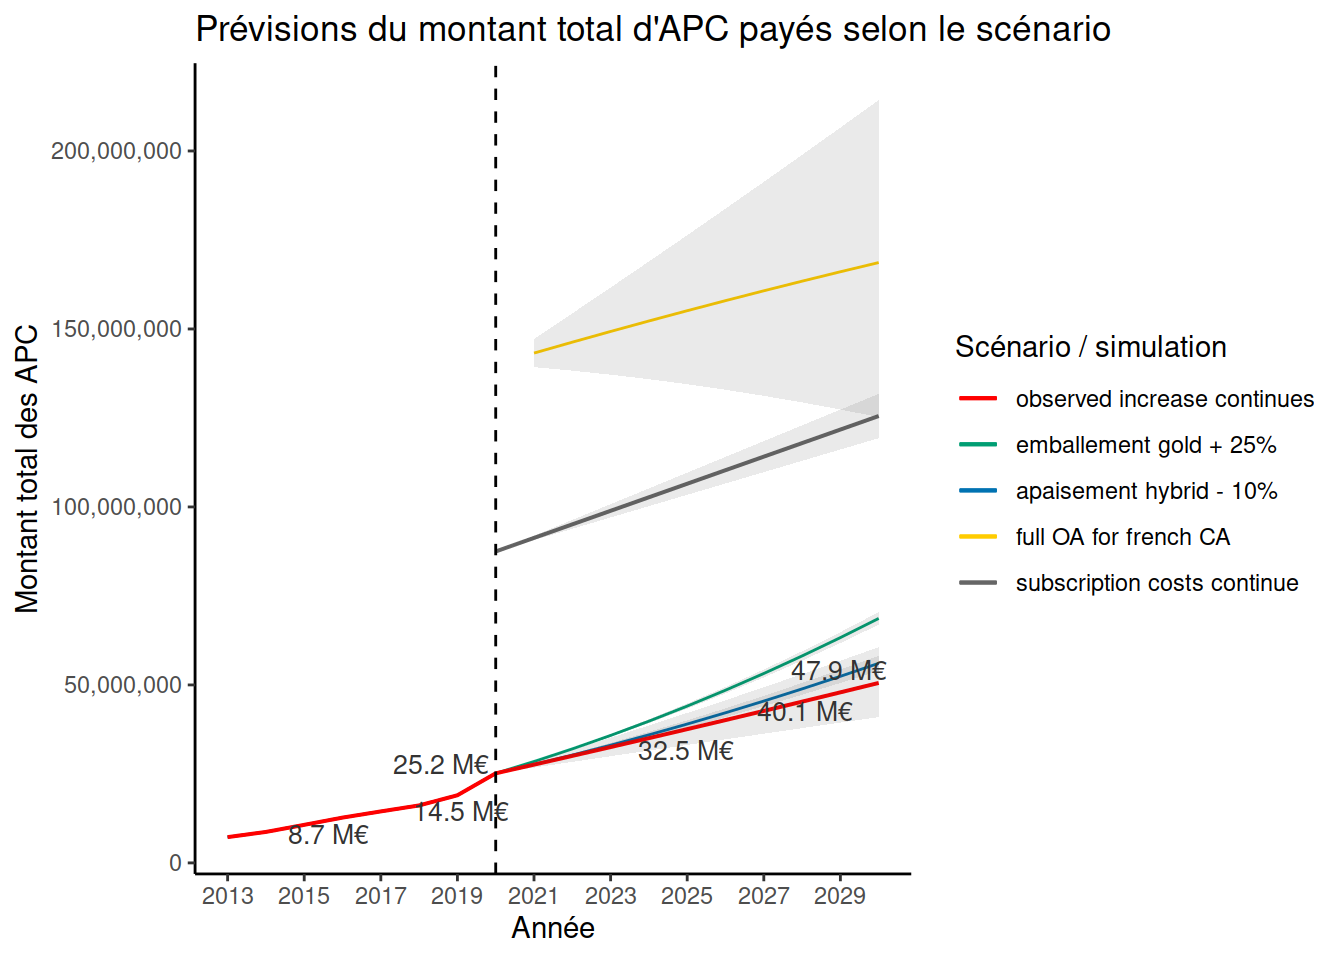 Prévisions du montant total d'APC payés selon le scénario
Montant total des APC
200,000,000
150,000,000
100,000,000
50,000,000
0
47.9 M€
40.1 M€
32.5 M€
25.2 M€
14.5 M€
8.7 M€
2013 2015 2017 2019 2021 2023 2025 2027 2029
Année
Scénario / simulation
observed increase continues
emballement gold + 25%
apaisement hybrid - 10%
full OA for french CA
subscription costs continue